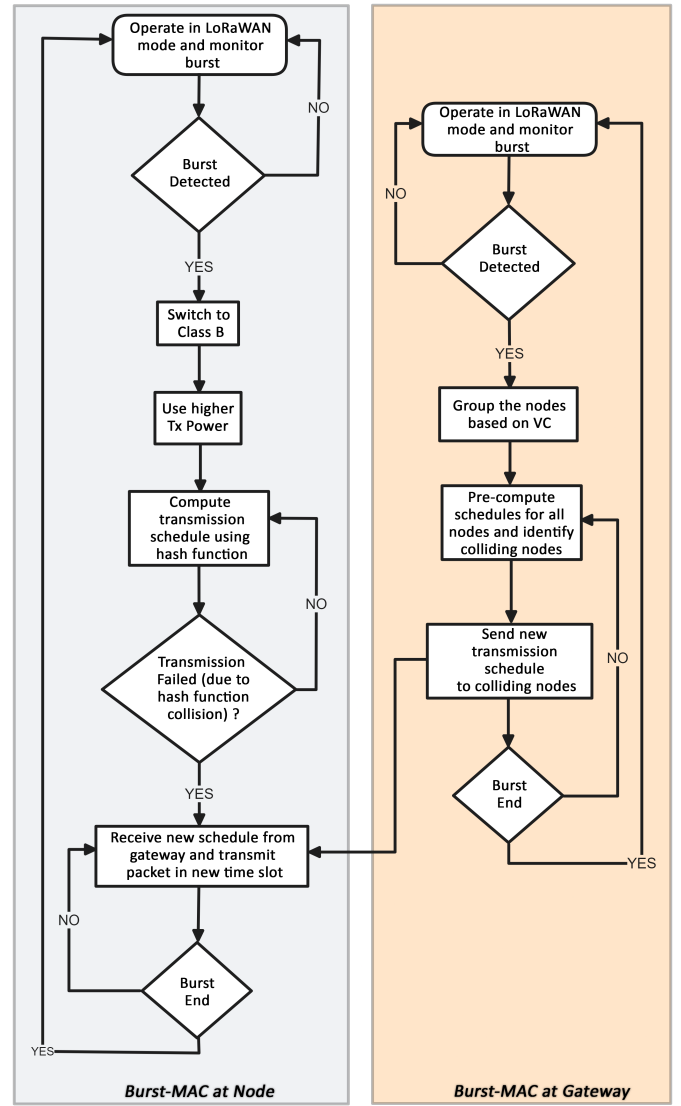 Operate in LoRaWAN
mode and monitor
burst
NO
Burst
Detected
YES
Switch to
Class B
Use higher
Tx Power
Compute
transmission
schedule using
hash function
NO
Transmission
Failed (due to
hash function
collision) ?
YES
Receive new schedule from
gateway and transmit
packet in new time slot
NO
Burst
End
YES
Burst-MAC at Node
Operate in LoRaWAN
mode and monitor
burst
NO
Burst
Detected
YES
Group the nodes
based on VC
Pre-compute
schedules for all
nodes and identify
colliding nodes
Send new
transmission
schedule
to colliding nodes
NO
Burst
End
YES
Burst-MAC at Gateway